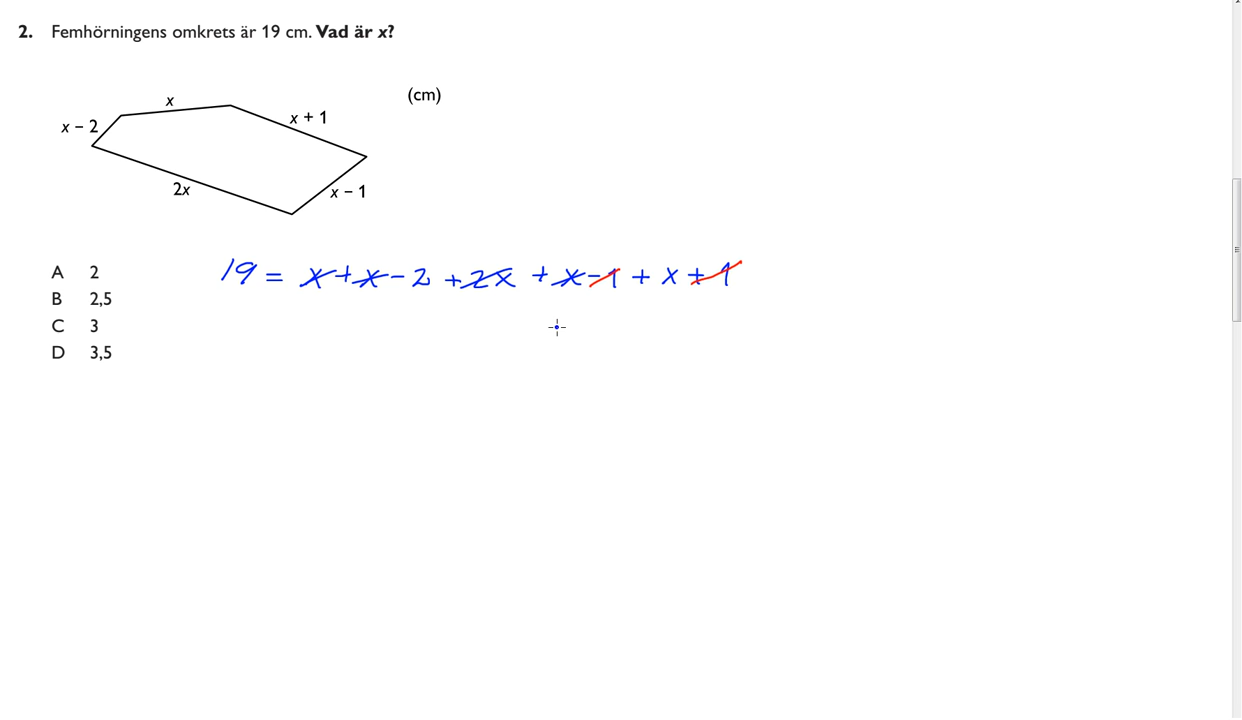 2. Femhörningens omkrets är 19 cm. Vad är x?
(cm)
x
x + 1
x – 2
2x
x – 1
19 = x+x-2 +2x +x-1 + x+1
A 2
B 2,5
C 3
D 3,5